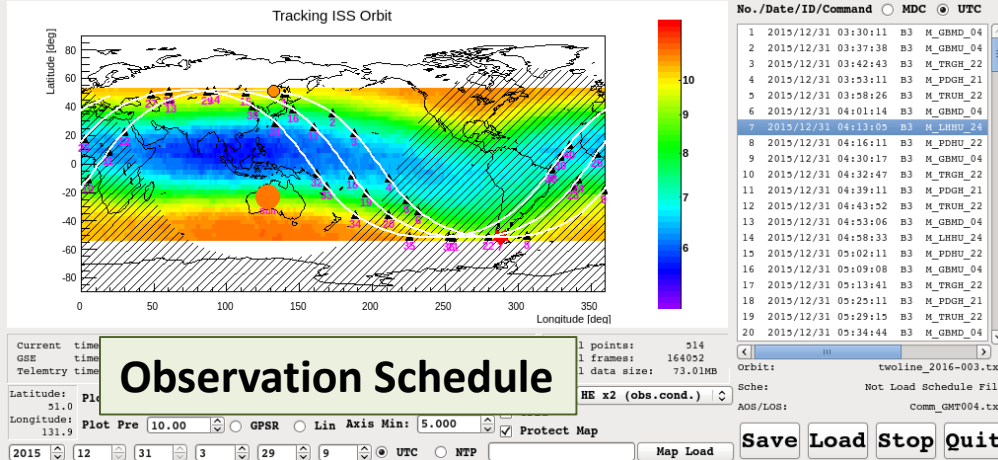 Tracking ISS Orbit
Latitude [deg]
80
60
40
20
0
-20
-40
-60
-80
0 50 100 150 200 250 300 350
Longitude [deg]
10
9
8
7
6
No./Date/ID/Command MDC UTC
1 2015/12/31 03:30:11 B3 M_GBMD_04
2 2015/12/31 03:37:38 B3 M_GBMU_04
3 2015/12/31 03:42:43 B3 M_TRGH_22
4 2015/12/31 03:53:11 B3 M_PDGH_21
5 2015/12/31 03:58:26 B3 M_TRUH_22
6 2015/12/31 04:01:14 B3 M_GBMD_04
7 2015/12/31 04:13:05 B3 M_LHHU_24
8 2015/12/31 04:16:11 B3 M_PDHU_22
9 2015/12/31 04:30:17 B3 M_GBMU_04
10 2015/12/31 04:32:47 B3 M_TRGH_22
11 2015/12/31 04:39:11 B3 M_PDGH_21
12 2015/12/31 04:43:52 B3 M_TRUH_22
13 2015/12/31 04:53:06 B3 M_GBMD_04
14 2015/12/31 04:58:33 B3 M_LHHU_24
15 2015/12/31 05:02:11 B3 M_PDHU_22
16 2015/12/31 05:09:08 B3 M_GBMU_04
17 2015/12/31 05:13:41 B3 M_TRGH_22
18 2015/12/31 05:25:11 B3 M_PDGH_21
19 2015/12/31 05:29:15 B3 M_TRUH_22
20 2015/12/31 05:34:44 B3 M_GBMD_04
Current time
GSE time
Telemtry time
points: 514
frames: 164052
data size: 73.01MB
Observation Schedule
Latitude:
51.0
Longitude:
131.9
HE x2 (obs.cond.)
Plot Pre 10.00 GPSR Lin Axis Min: 5.000 Protect Map
2015 12 31 3 29 9 UTC NTP Map Load
Orbit: twoline_2016-003.tx
Sche: Not Load Schedule Fil
AOS/LOS: Comm_GMT004.tx
Save Load Stop Quit